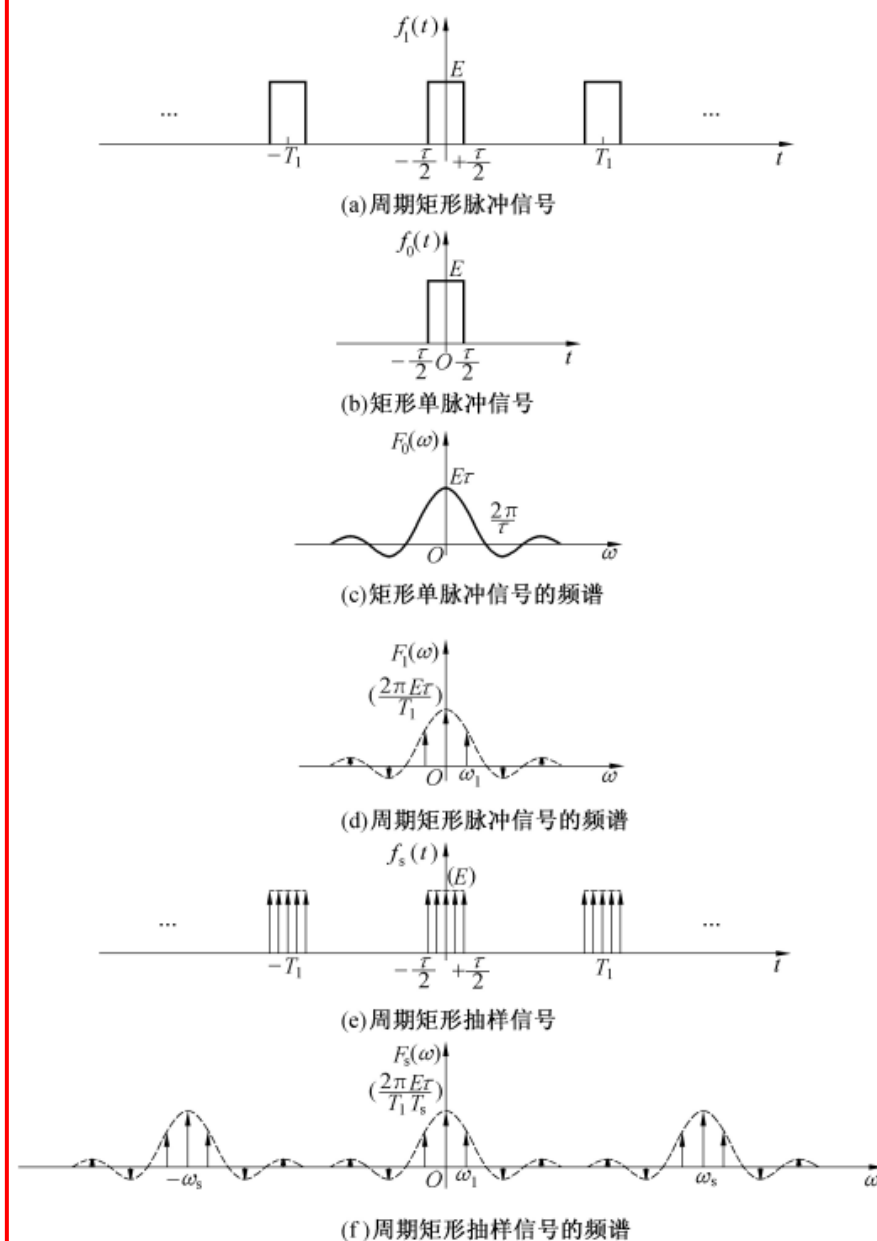 f₁(t)
E
... ...
−T₁ −τ/2 +τ/2 T₁ t
(a)周期矩形脉冲信号
f₀(t)
E
−τ/2 O τ/2 t
(b)矩形单脉冲信号
F₀(ω)
Eτ
2π/τ
O ω
(c)矩形单脉冲信号的频谱
F₁(ω)
(2πEτ/T₁)
O ω₁ ω
(d)周期矩形脉冲信号的频谱
fₛ(t)
(E)
... ...
−T₁ −τ/2 +τ/2 T₁ t
(e)周期矩形抽样信号
Fₛ(ω)
(2πEτ/T₁Tₛ)
−ωₛ O ω₁ ωₛ ω
(f)周期矩形抽样信号的频谱